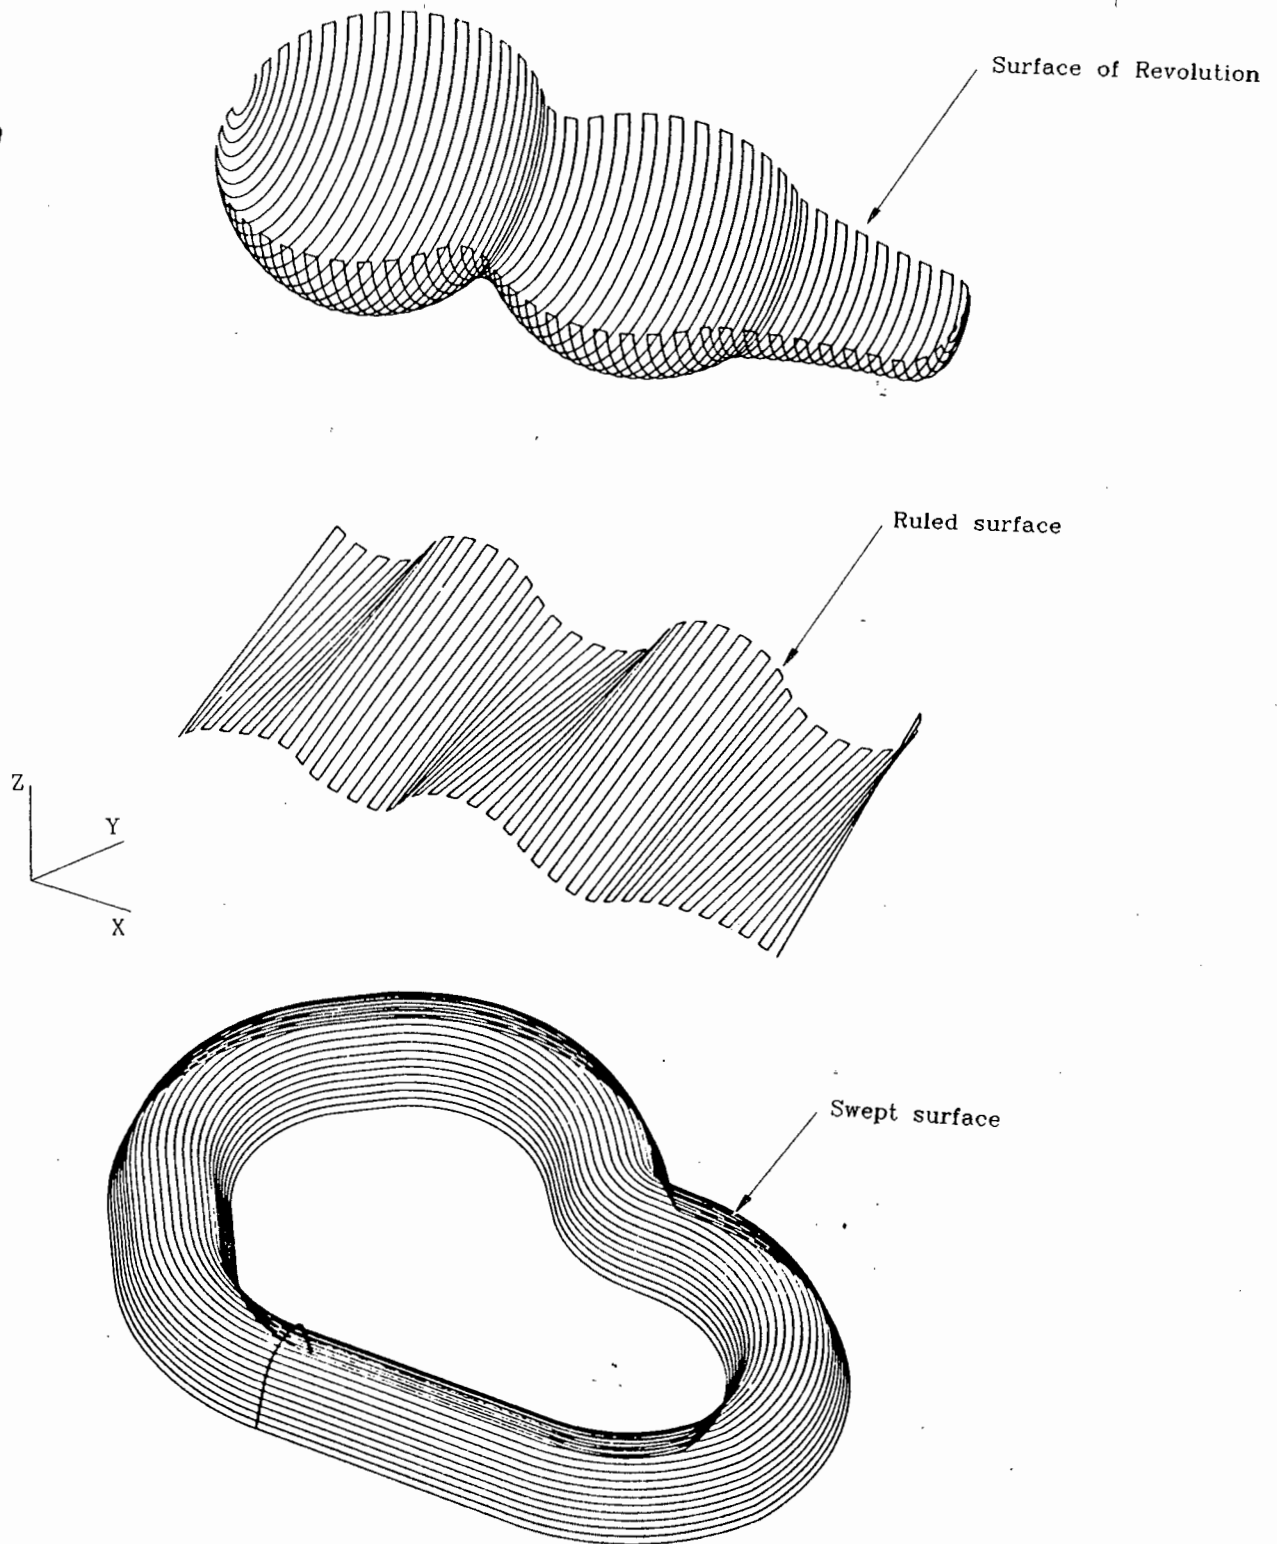 Surface of Revolution
Ruled surface
Z
Y
X
Swept surface